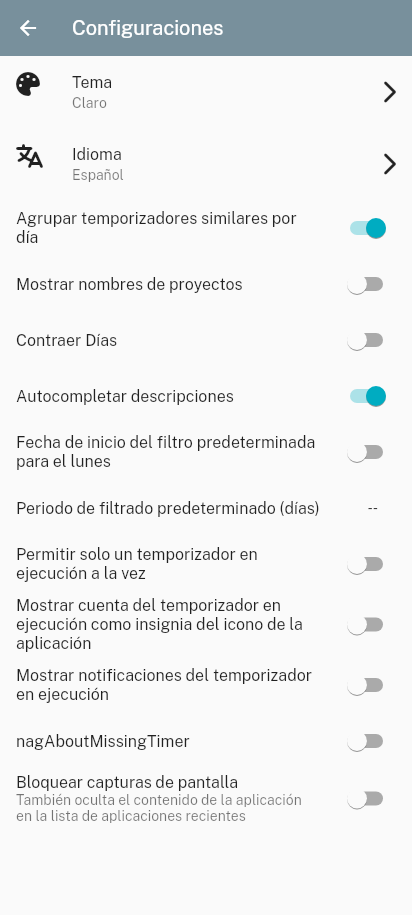 Configuraciones
Tema
Claro
Idioma
Español
Agrupar temporizadores similares por
día
Mostrar nombres de proyectos
Contraer Días
Autocompletar descripciones
Fecha de inicio del filtro predeterminada
para el lunes
Periodo de filtrado predeterminado (días)
--
Permitir solo un temporizador en
ejecución a la vez
Mostrar cuenta del temporizador en
ejecución como insignia del icono de la
aplicación
Mostrar notificaciones del temporizador
en ejecución
nagAboutMissingTimer
Bloquear capturas de pantalla
También oculta el contenido de la aplicación
en la lista de aplicaciones recientes